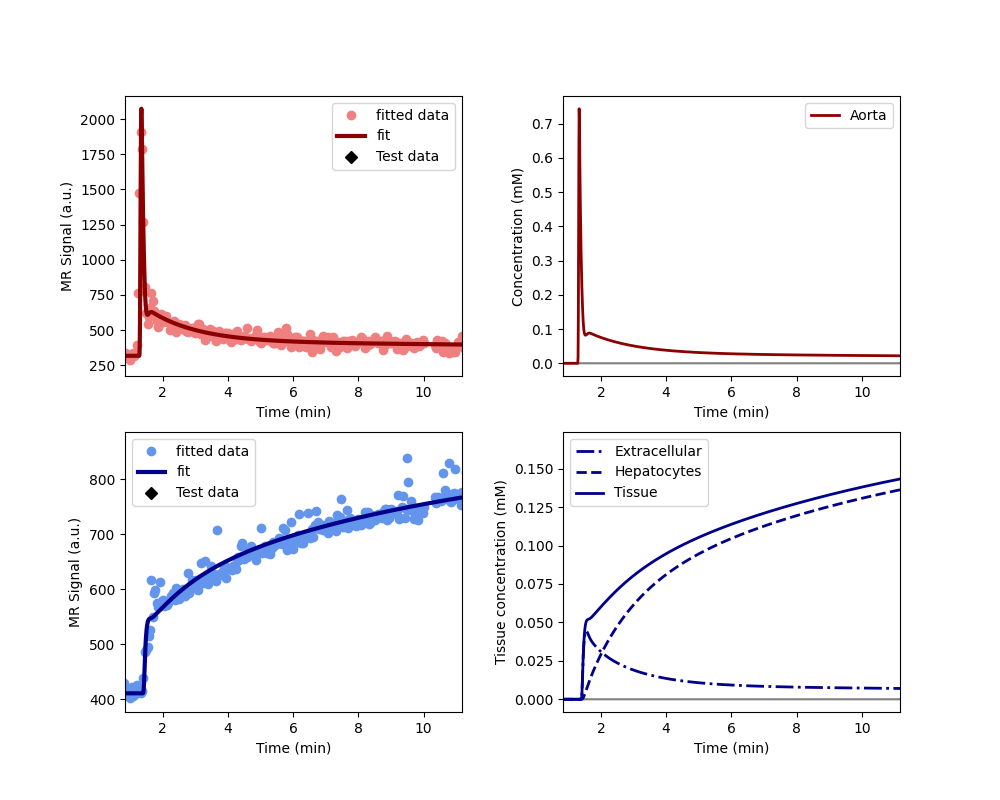 2000
1750
1500
1250
1000
750
500
250
MR Signal (a.u.)
fitted data
fit
Test data
2 4 6 8 10
Time (min)
0.7
0.6
0.5
0.4
0.3
0.2
0.1
0.0
Concentration (mM)
Aorta
2 4 6 8 10
Time (min)
800
700
600
500
400
MR Signal (a.u.)
fitted data
fit
Test data
2 4 6 8 10
Time (min)
0.150
0.125
0.100
0.075
0.050
0.025
0.000
Tissue concentration (mM)
Extracellular
Hepatocytes
Tissue
2 4 6 8 10
Time (min)